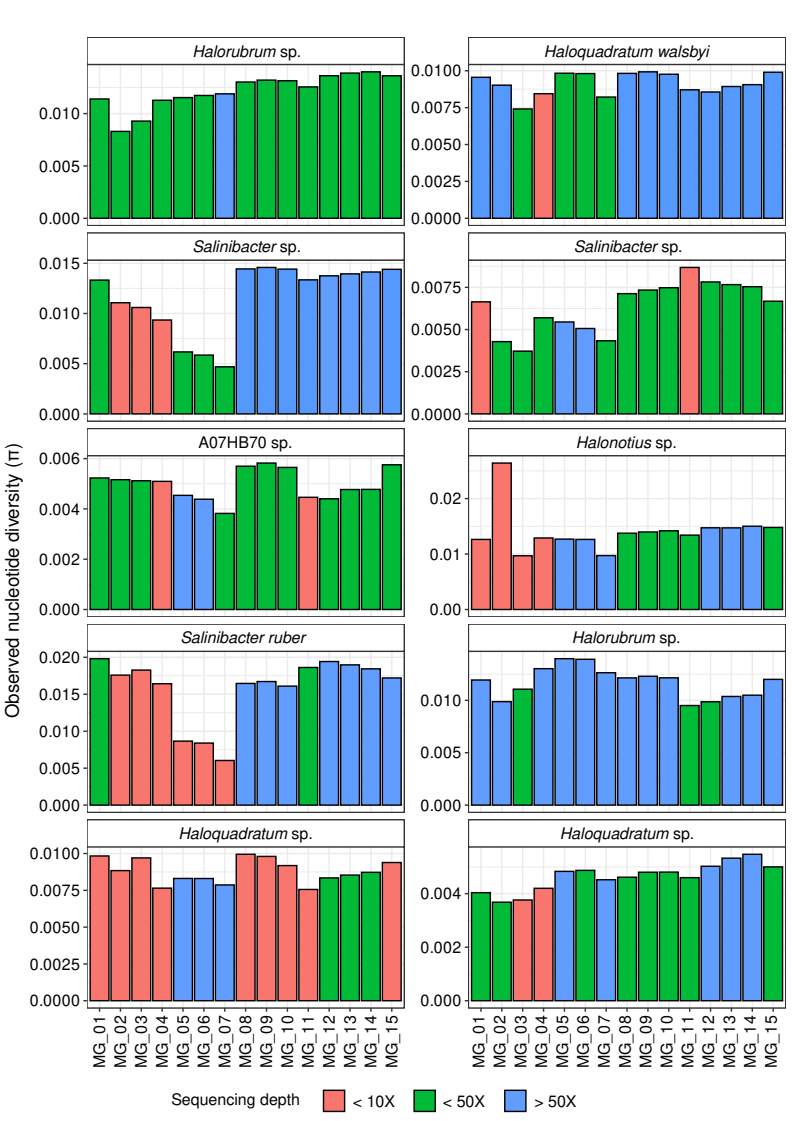 Halorubrum sp.
Haloquadratum walsbyi
0.010
0.005
0.000
0.0100
0.0075
0.0050
0.0025
0.0000
Salinibacter sp.
Salinibacter sp.
0.015
0.010
0.005
0.000
0.0075
0.0050
0.0025
0.0000
A07HB70 sp.
Halonotius sp.
0.006
0.004
0.002
0.000
0.02
0.01
0.00
Salinibacter ruber
Halorubrum sp.
0.020
0.015
0.010
0.005
0.000
0.010
0.005
0.000
Haloquadratum sp.
Haloquadratum sp.
0.0100
0.0075
0.0050
0.0025
0.0000
0.004
0.002
0.000
Observed nucleotide diversity (π)
MG_01
MG_02
MG_03
MG_04
MG_05
MG_06
MG_07
MG_08
MG_09
MG_10
MG_11
MG_12
MG_13
MG_14
MG_15
MG_01
MG_02
MG_03
MG_04
MG_05
MG_06
MG_07
MG_08
MG_09
MG_10
MG_11
MG_12
MG_13
MG_14
MG_15
Sequencing depth < 10X < 50X > 50X